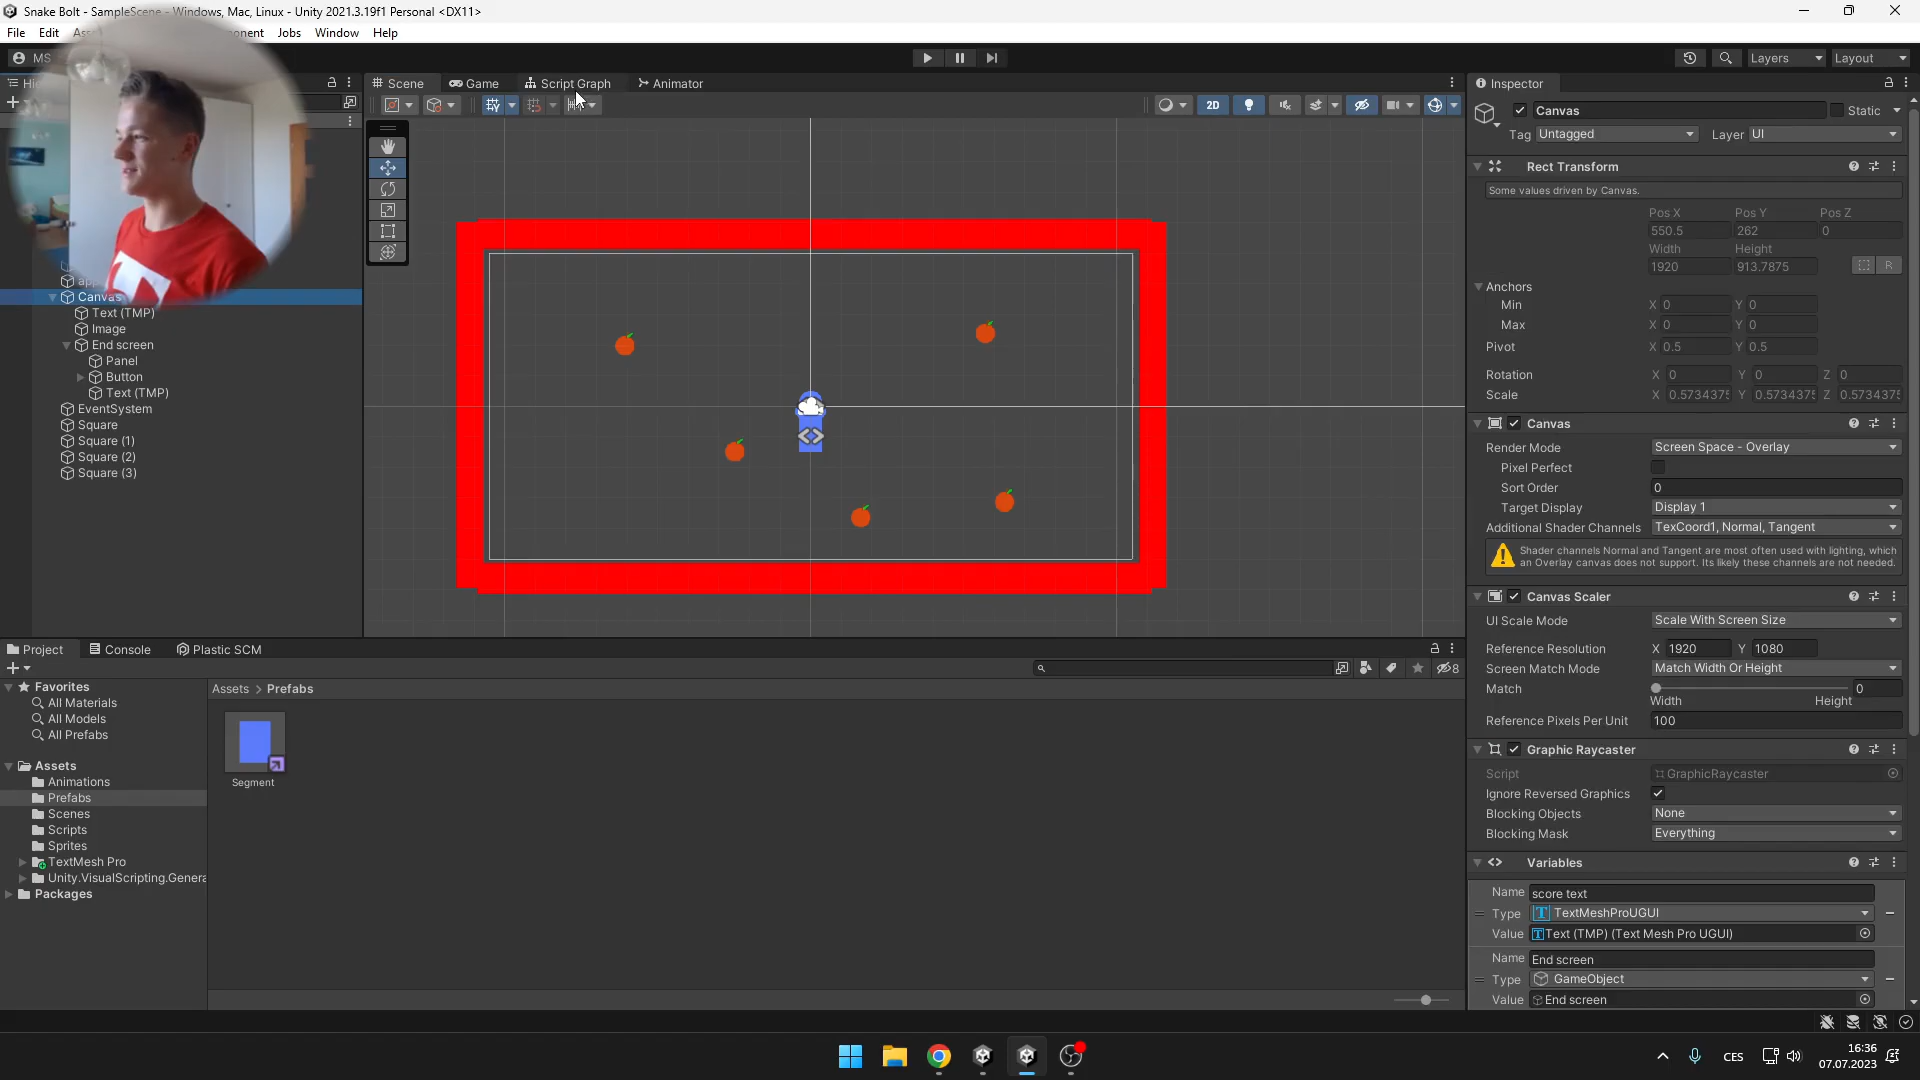 Snake Bolt - SampleScene - Windows, Mac, Linux - Unity 2021.3.19f1 Personal <DX11>
File Edit Jobs Window Help
MS
Layers Layout
Scene Game Script Graph Animator
2D
Canvas
Text (TMP)
Image
End screen
Panel
Button
Text (TMP)
EventSystem
Square
Square (1)
Square (2)
Square (3)
Inspector
Canvas Static
Tag Untagged Layer UI
Rect Transform
Some values driven by Canvas.
Pos X Pos Y Pos Z
550.5 262 0
Width Height
1920 913.7875 R
Anchors
Min X 0 Y 0
Max X 0 Y 0
Pivot X 0.5 Y 0.5
Rotation X 0 Y 0 Z 0
Scale X 0.5734375 Y 0.5734375 Z 0.5734375
Canvas
Render Mode Screen Space - Overlay
Pixel Perfect
Sort Order 0
Target Display Display 1
Additional Shader Channels TexCoord1, Normal, Tangent
Shader channels Normal and Tangent are most often used with lighting, which
an Overlay canvas does not support. Its likely these channels are not needed.
Canvas Scaler
UI Scale Mode Scale With Screen Size
Reference Resolution X 1920 Y 1080
Screen Match Mode Match Width Or Height
Match 0
Width Height
Reference Pixels Per Unit 100
Graphic Raycaster
Script GraphicRaycaster
Ignore Reversed Graphics
Blocking Objects None
Blocking Mask Everything
Variables
Name score text
Type TextMeshProUGUI
Value Text (TMP) (Text Mesh Pro UGUI)
Name End screen
Type GameObject
Value End screen
Project Console Plastic SCM
8
Favorites
All Materials
All Models
All Prefabs
Assets
Animations
Prefabs
Scenes
Scripts
Sprites
TextMesh Pro
Unity.VisualScripting.Genera
Packages
Assets > Prefabs
Segment
CES
16:36
07.07.2023